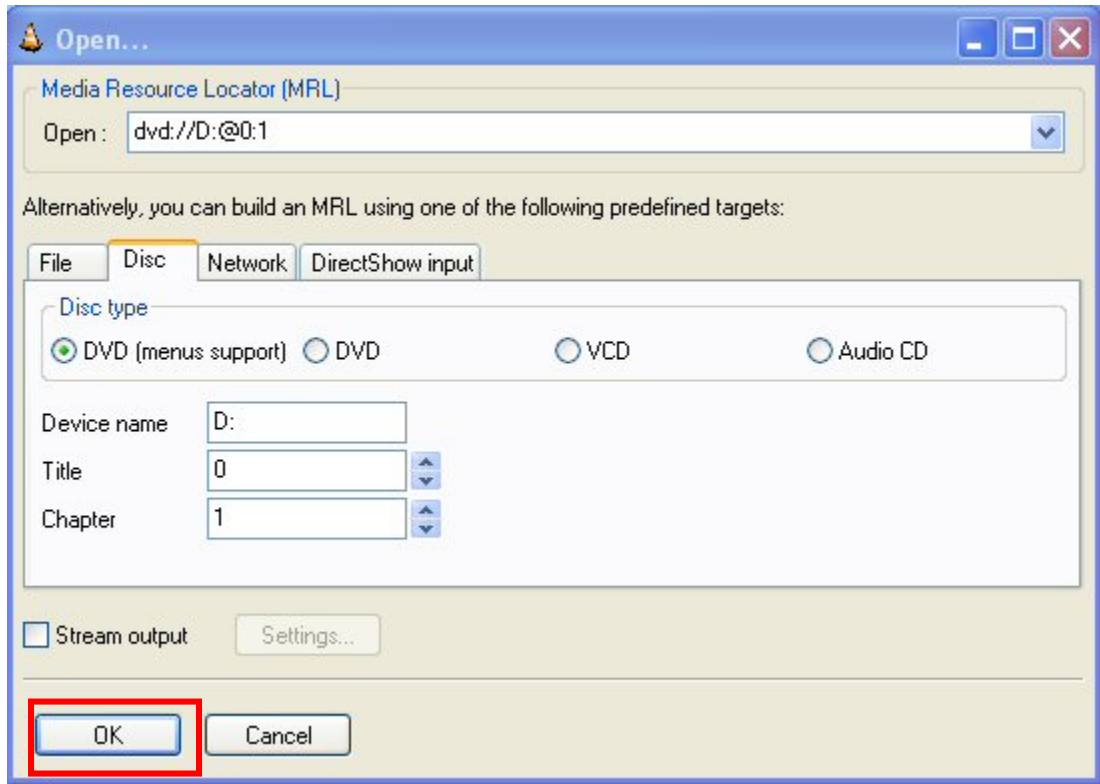 Open...
Media Resource Locator (MRL)
Open : dvd://D:@0:1
Alternatively, you can build an MRL using one of the following predefined targets:
File Disc Network DirectShow input
Disc type
DVD (menus support) DVD VCD Audio CD
Device name D:
Title 0
Chapter 1
Stream output Settings...
OK Cancel